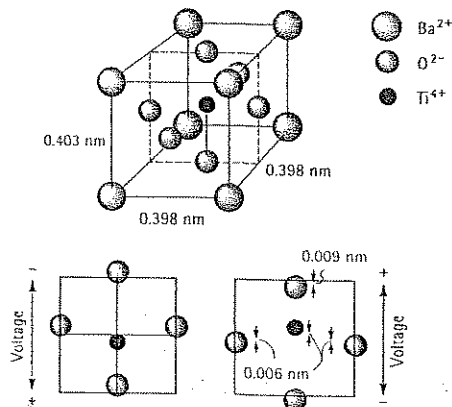 Ba²⁺
O²⁻
Ti⁴⁺
0.403 nm
0.398 nm
0.398 nm
0.009 nm
−
Voltage
+
+
Voltage
−
0.006 nm